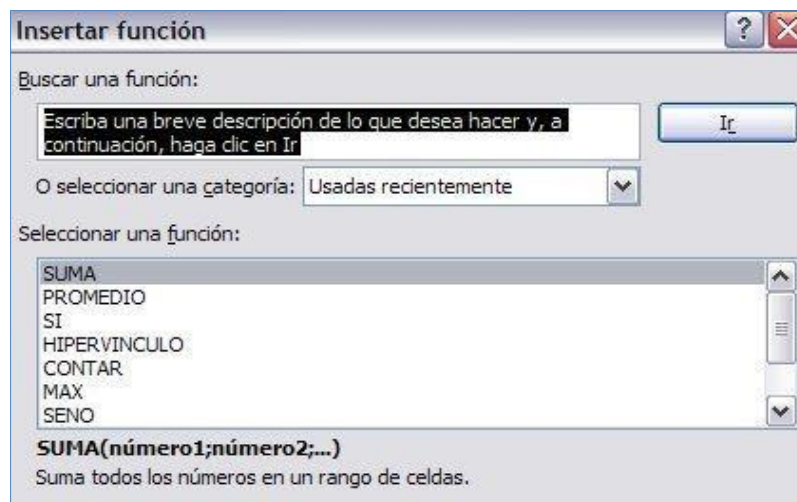 Insertar función
Buscar una función:
Escriba una breve descripción de lo que desea hacer y, a
continuación, haga clic en Ir
Ir
O seleccionar una categoría: Usadas recientemente
Seleccionar una función:
SUMA
PROMEDIO
SI
HIPERVINCULO
CONTAR
MAX
SENO
SUMA(número1;número2;...)
Suma todos los números en un rango de celdas.